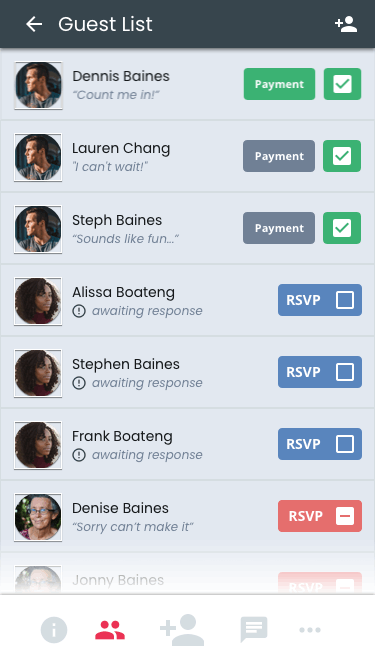 Guest List
Dennis Baines
“Count me in!”
Payment
Lauren Chang
"I can't wait!"
Payment
Steph Baines
“Sounds like fun...”
Payment
Alissa Boateng
awaiting response
RSVP
Stephen Baines
awaiting response
RSVP
Frank Boateng
awaiting response
RSVP
Denise Baines
“Sorry can’t make it”
RSVP
Jonny Baines
RSVP